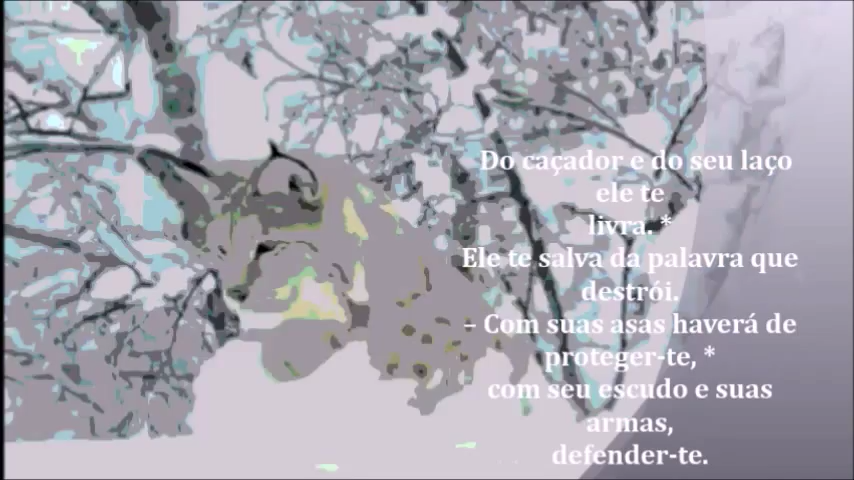 Do caçador e do seu laço
ele te
livra. *
Ele te salva da palavra que
destrói.
– Com suas asas haverá de
proteger-te, *
com seu escudo e suas
armas,
defender-te.